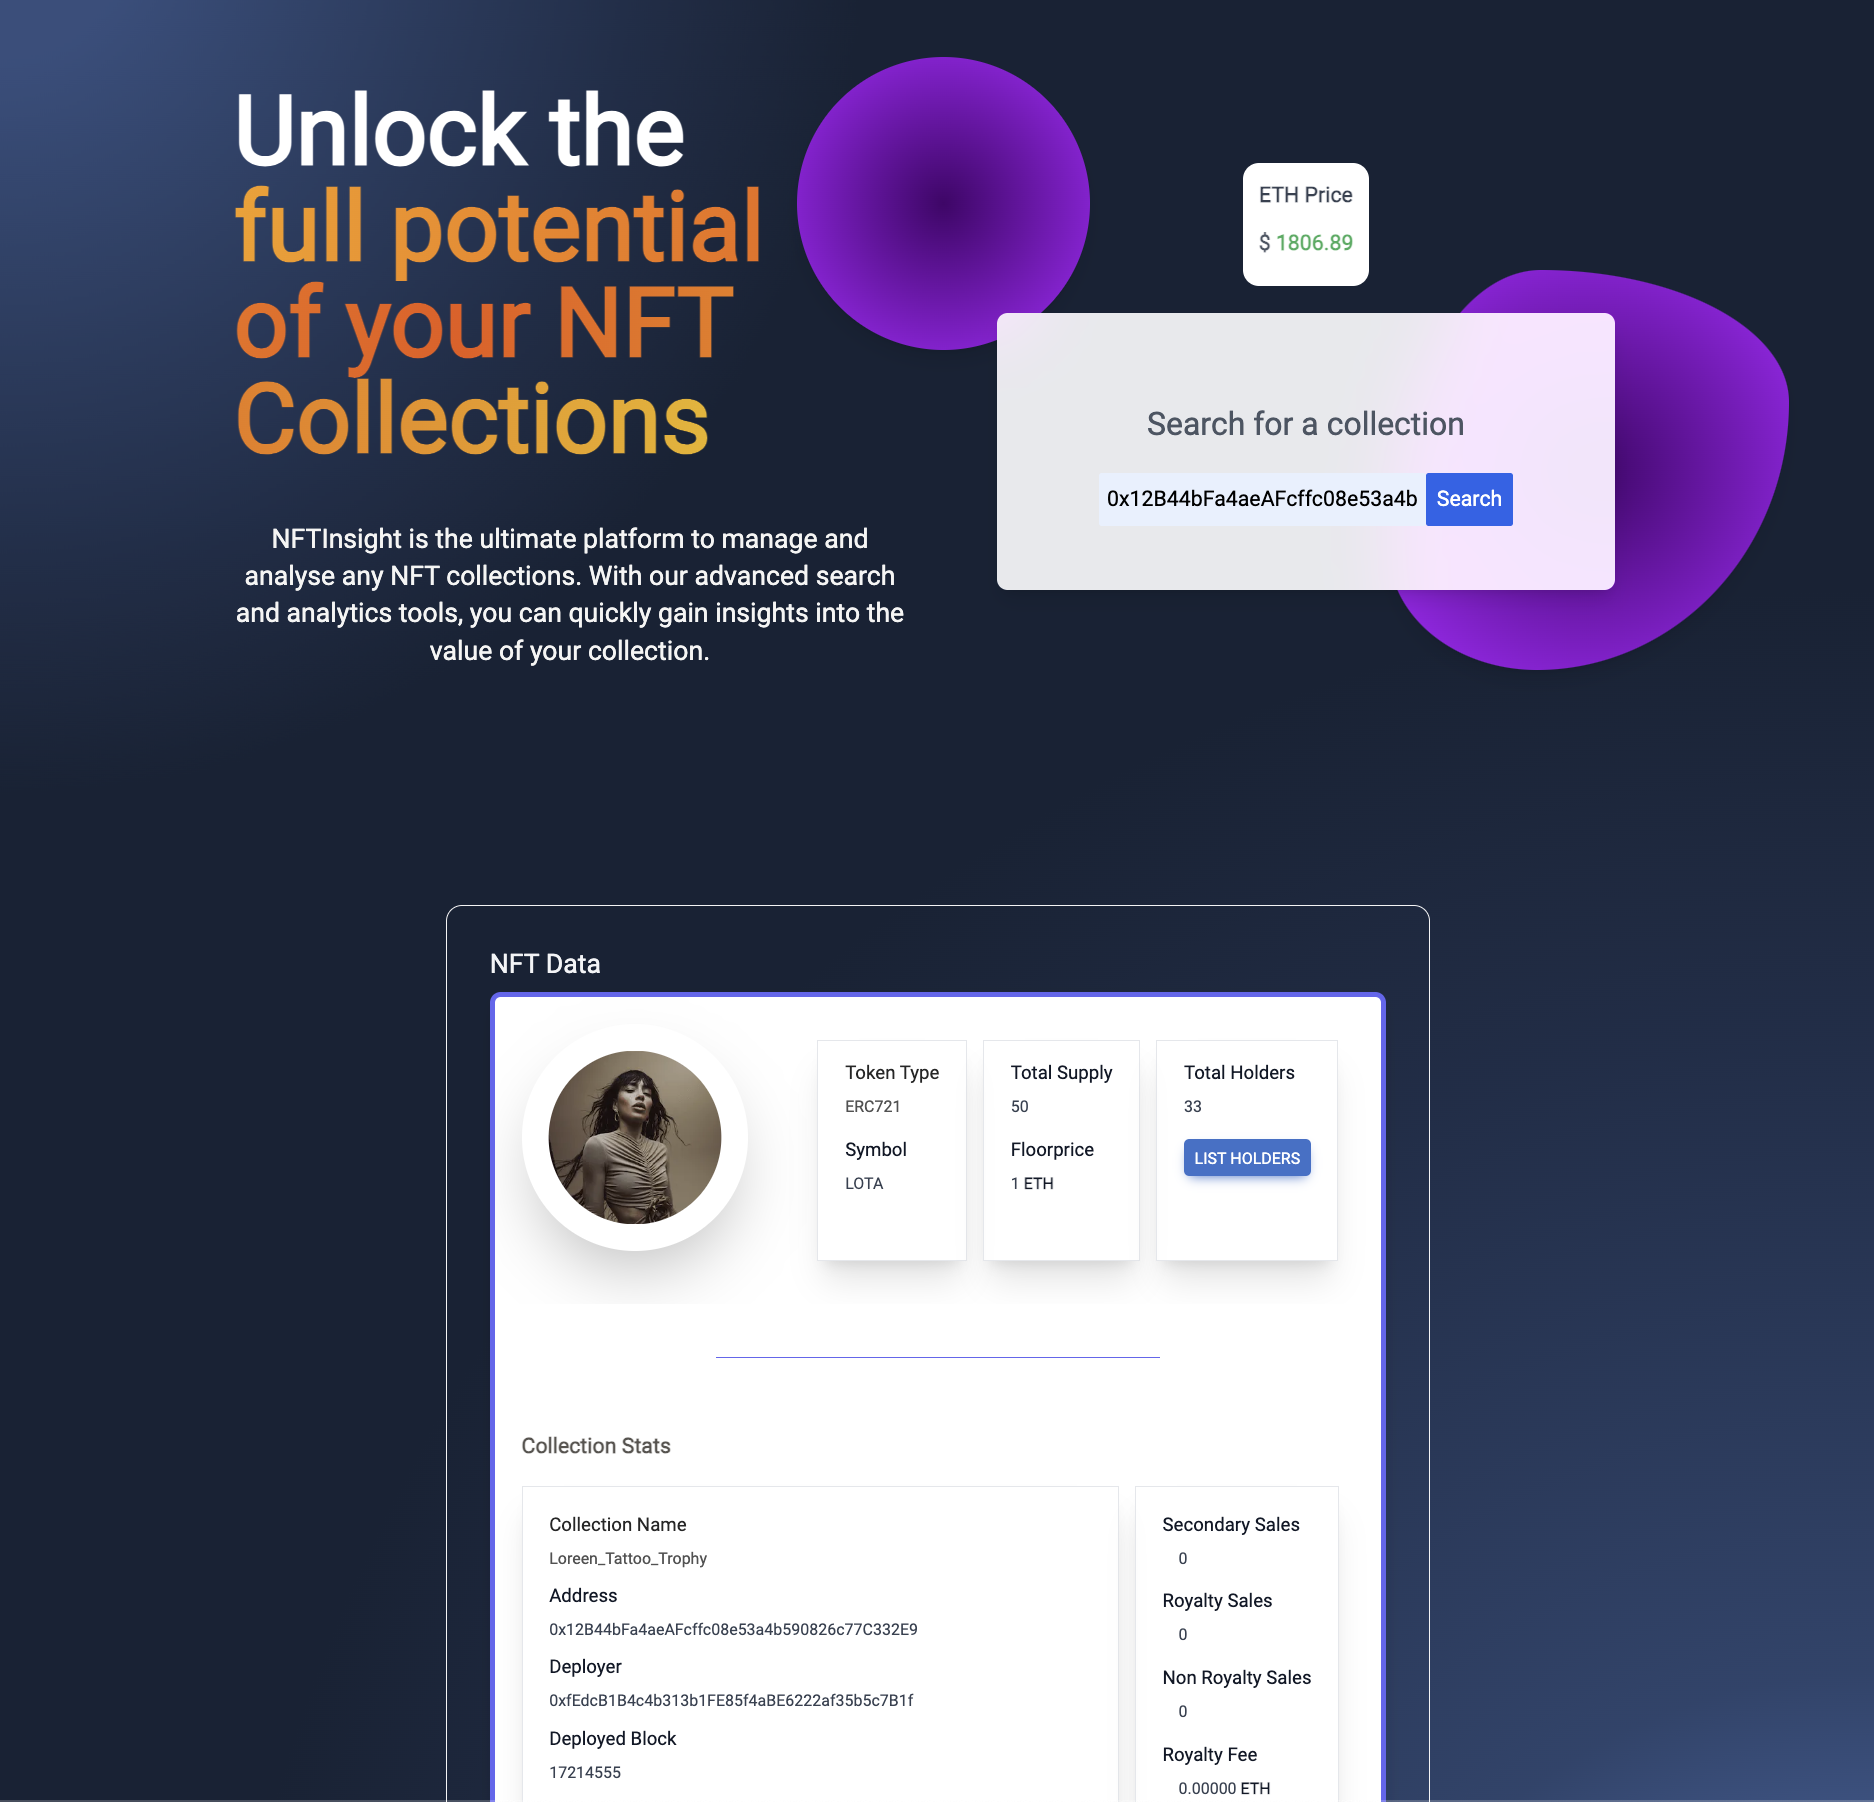 Unlock the
full potential
of your NFT
Collections
NFTInsight is the ultimate platform to manage and
analyse any NFT collections. With our advanced search
and analytics tools, you can quickly gain insights into the
value of your collection.
ETH Price
$ 1806.89
Search for a collection
0x12B44bFa4aeAFcffc08e53a4b
Search
NFT Data
Token Type
ERC721
Symbol
LOTA
Total Supply
50
Floorprice
1 ETH
Total Holders
33
LIST HOLDERS
Collection Stats
Collection Name
Loreen_Tattoo_Trophy
Address
0x12B44bFa4aeAFcffc08e53a4b590826c77C332E9
Deployer
0xfEdcB1B4c4b313b1FE85f4aBE6222af35b5c7B1f
Deployed Block
17214555
Secondary Sales
0
Royalty Sales
0
Non Royalty Sales
0
Royalty Fee
0.00000 ETH